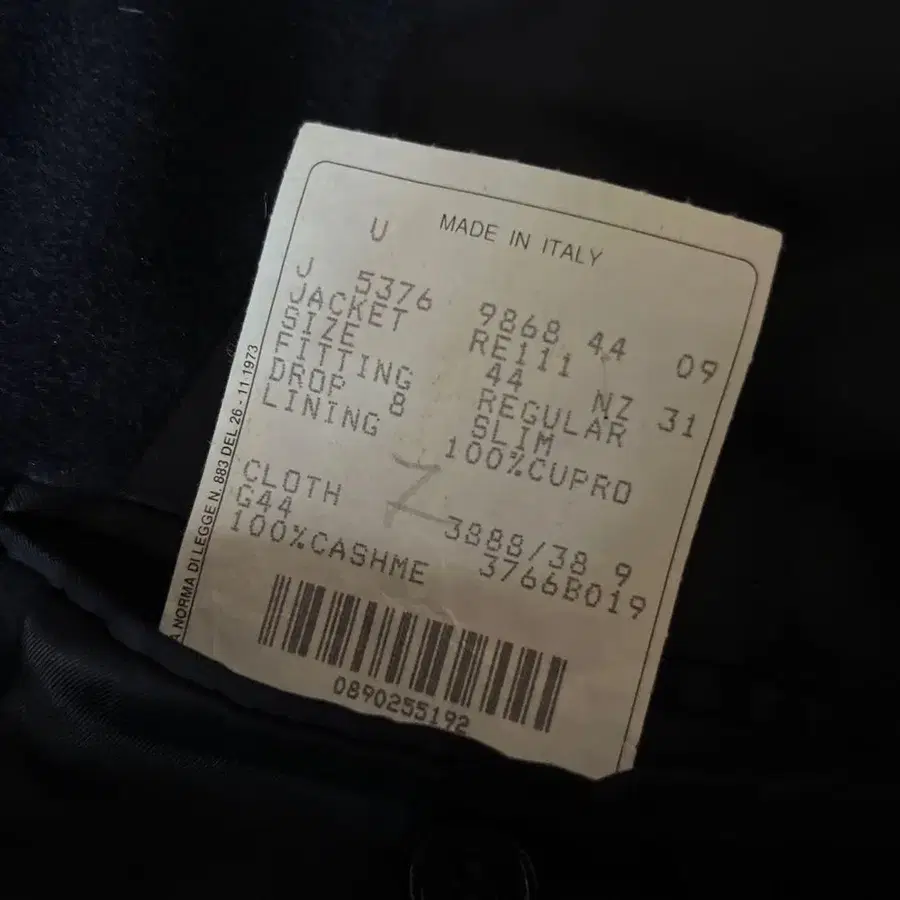 MADE IN ITALY
U
J 5376 9868 44 09
JACKET RE111
SIZE 44 NZ 31
FITTING REGULAR
DROP 8 SLIM
LINING 100%CUPRO
7
CLOTH 3888/38 9
G44 3766B019
100%CASHME
0890255192
A NORMA DI LEGGE N. 883 DEL 26-11-1973